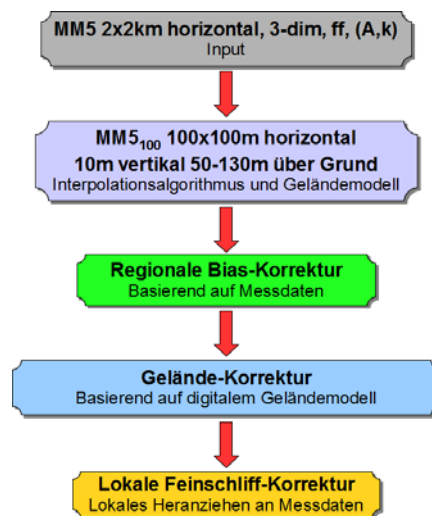 MM5 2x2km horizontal, 3-dim, ff, (A,k)
Input
MM5₁₀₀ 100x100m horizontal
10m vertikal 50-130m über Grund
Interpolationsalgorithmus und Geländemodell
Regionale Bias-Korrektur
Basierend auf Messdaten
Gelände-Korrektur
Basierend auf digitalem Geländemodell
Lokale Feinschliff-Korrektur
Lokales Heranziehen an Messdaten